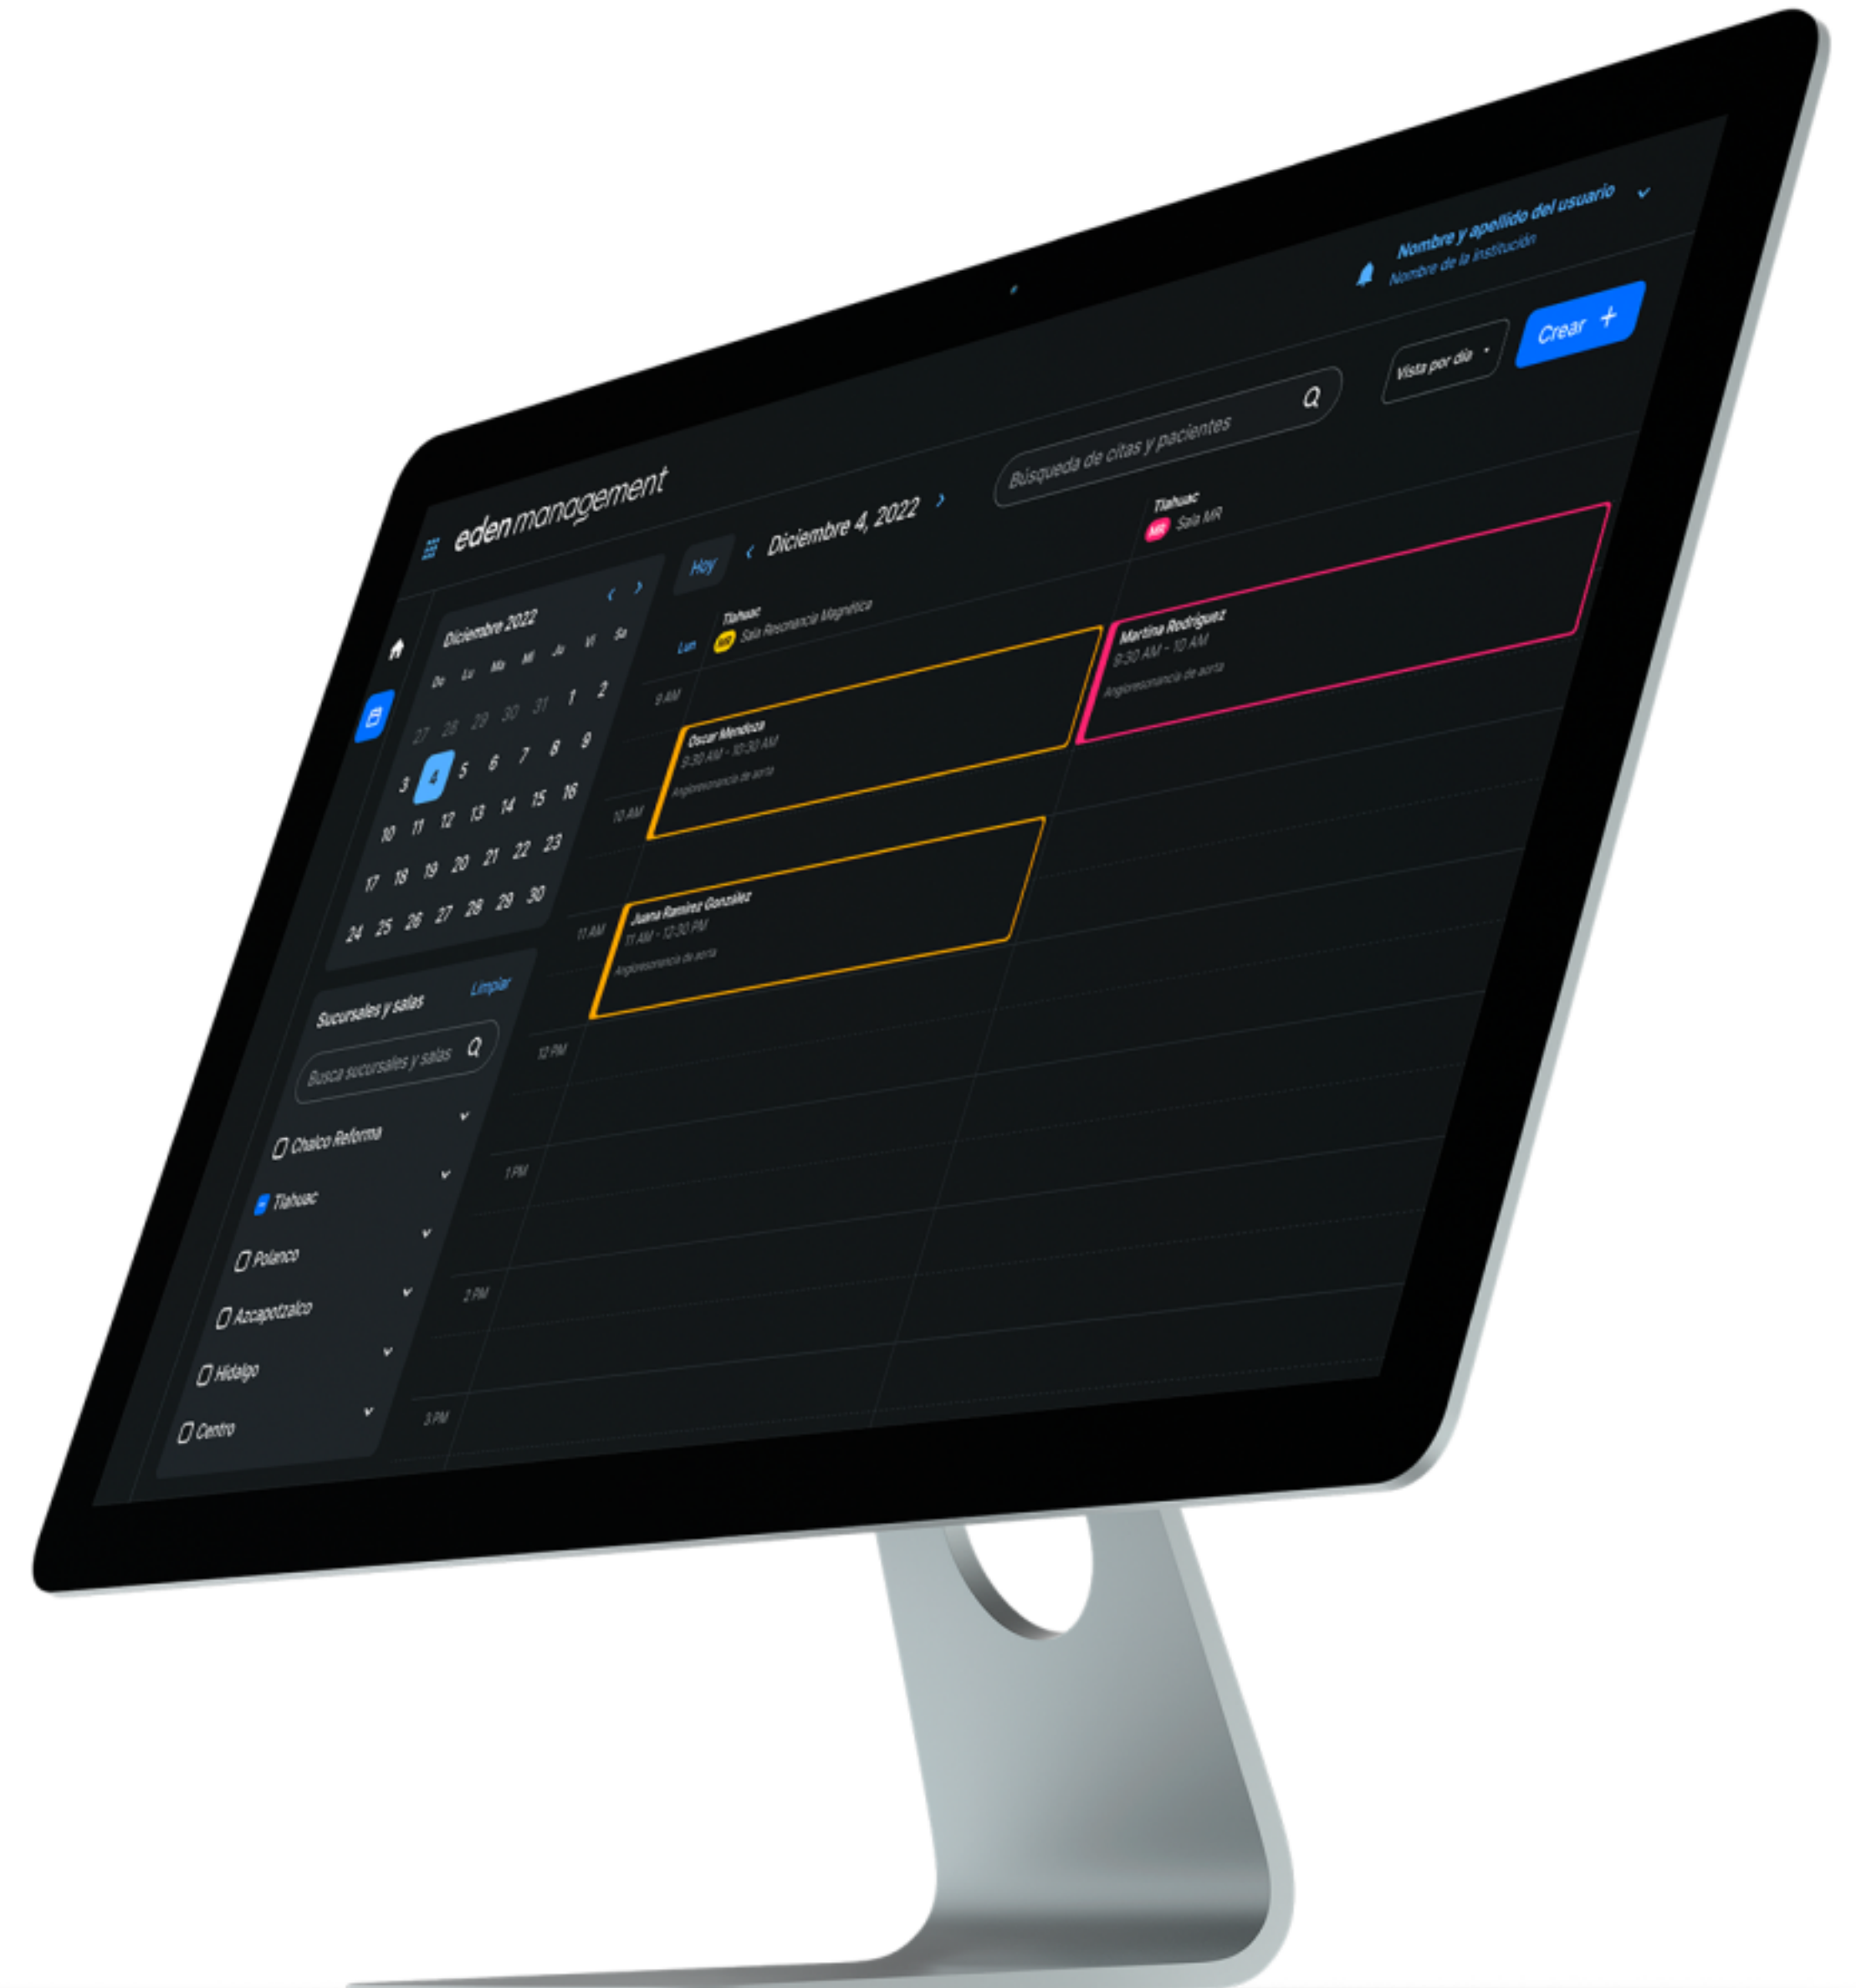 Nombre y apellido del usuario
Nombre de la institución
eden management
Hoy
Diciembre 4, 2022
Búsqueda de citas y pacientes
Vista por día
Crear +
Diciembre 2022
Do Lu Ma Mi Ju Vi Sa
27 28 29 30 31 1 2
3 4 5 6 7 8 9
10 11 12 13 14 15 16
17 18 19 20 21 22 23
24 25 26 27 28 29 30
Sucursales y salas
Limpiar
Busca sucursales y salas
Chalco Reforma
Tlahuac
Polanco
Azcapotzalco
Hidalgo
Centro
Lun
Tlahuac
Sala Resonancia Magnética
Tlahuac
MR Sala MR
9 AM
10 AM
11 AM
12 PM
1 PM
2 PM
3 PM
Oscar Mendoza
9:30 AM - 10:30 AM
Angioresonancia de aorta
Juana Ramírez González
11 AM - 12:30 PM
Angioresonancia de aorta
Martina Rodríguez
9:30 AM - 10 AM
Angioresonancia de aorta